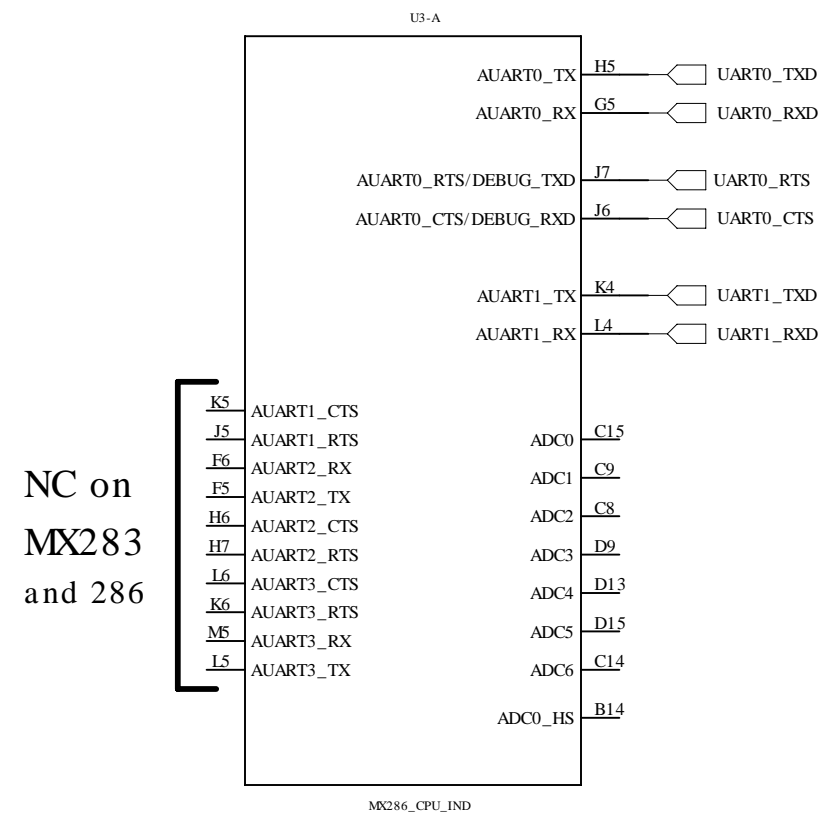 U3-A
AUART0_TX H5 UART0_TXD
AUART0_RX G5 UART0_RXD
AUART0_RTS/DEBUG_TXD J7 UART0_RTS
AUART0_CTS/DEBUG_RXD J6 UART0_CTS
AUART1_TX K4 UART1_TXD
AUART1_RX L4 UART1_RXD
NC on
MX283
and 286
K5 AUART1_CTS
J5 AUART1_RTS
F6 AUART2_RX
F5 AUART2_TX
H6 AUART2_CTS
H7 AUART2_RTS
L6 AUART3_CTS
K6 AUART3_RTS
M5 AUART3_RX
L5 AUART3_TX
ADC0 C15
ADC1 C9
ADC2 C8
ADC3 D9
ADC4 D13
ADC5 D15
ADC6 C14
ADC0_HS B14
MX286_CPU_IND